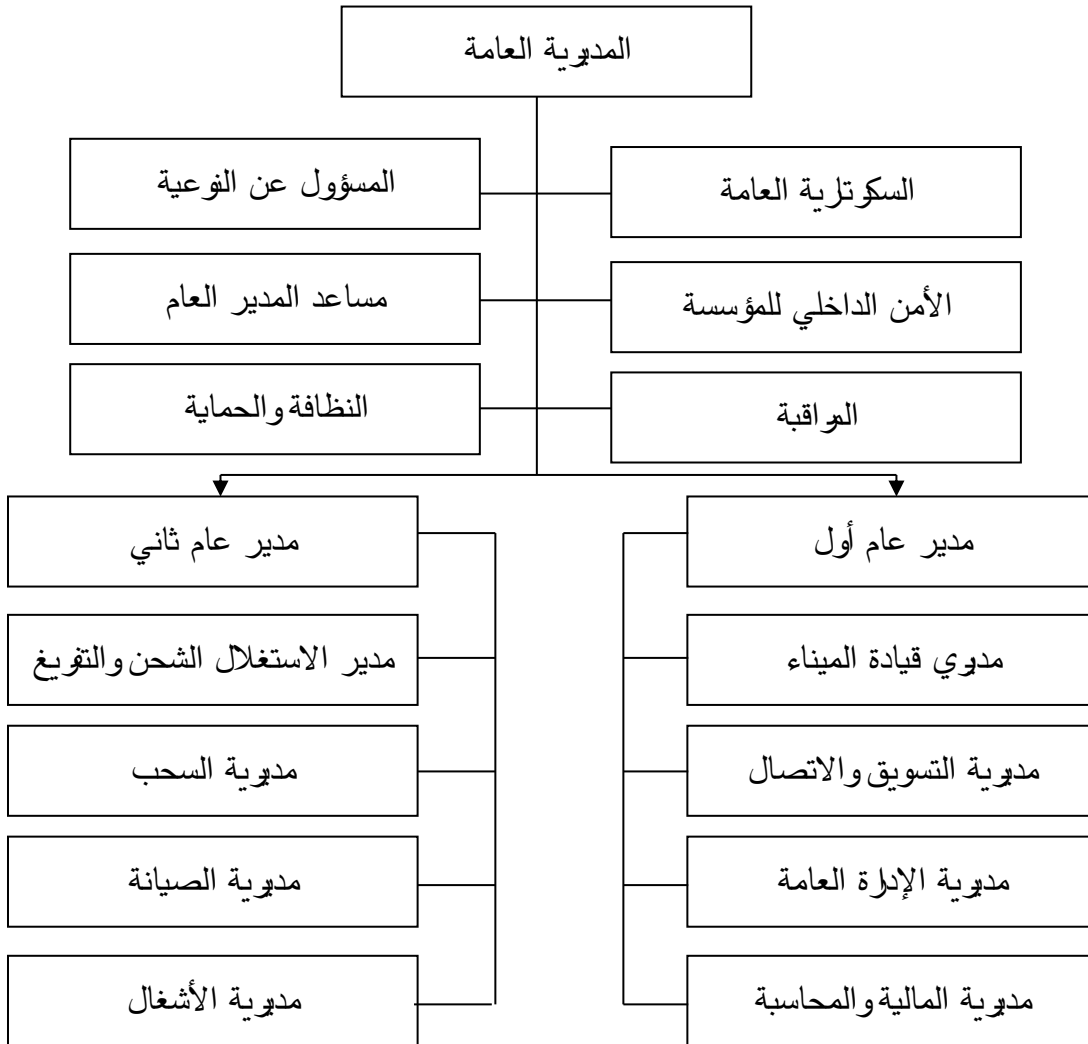 المديرية العامة
السكرتارية العامة
المسؤول عن النوعية
الأمن الداخلي للمؤسسة
مساعد المدير العام
المراقبة
النظافة والحماية
مدير عام أول
مدير عام ثاني
مديري قيادة الميناء
مدير الاستغلال الشحن والتفريغ
مديرية التسويق والاتصال
مديرية السحب
مديرية الإدارة العامة
مديرية الصيانة
مديرية المالية والمحاسبة
مديرية الأشغال